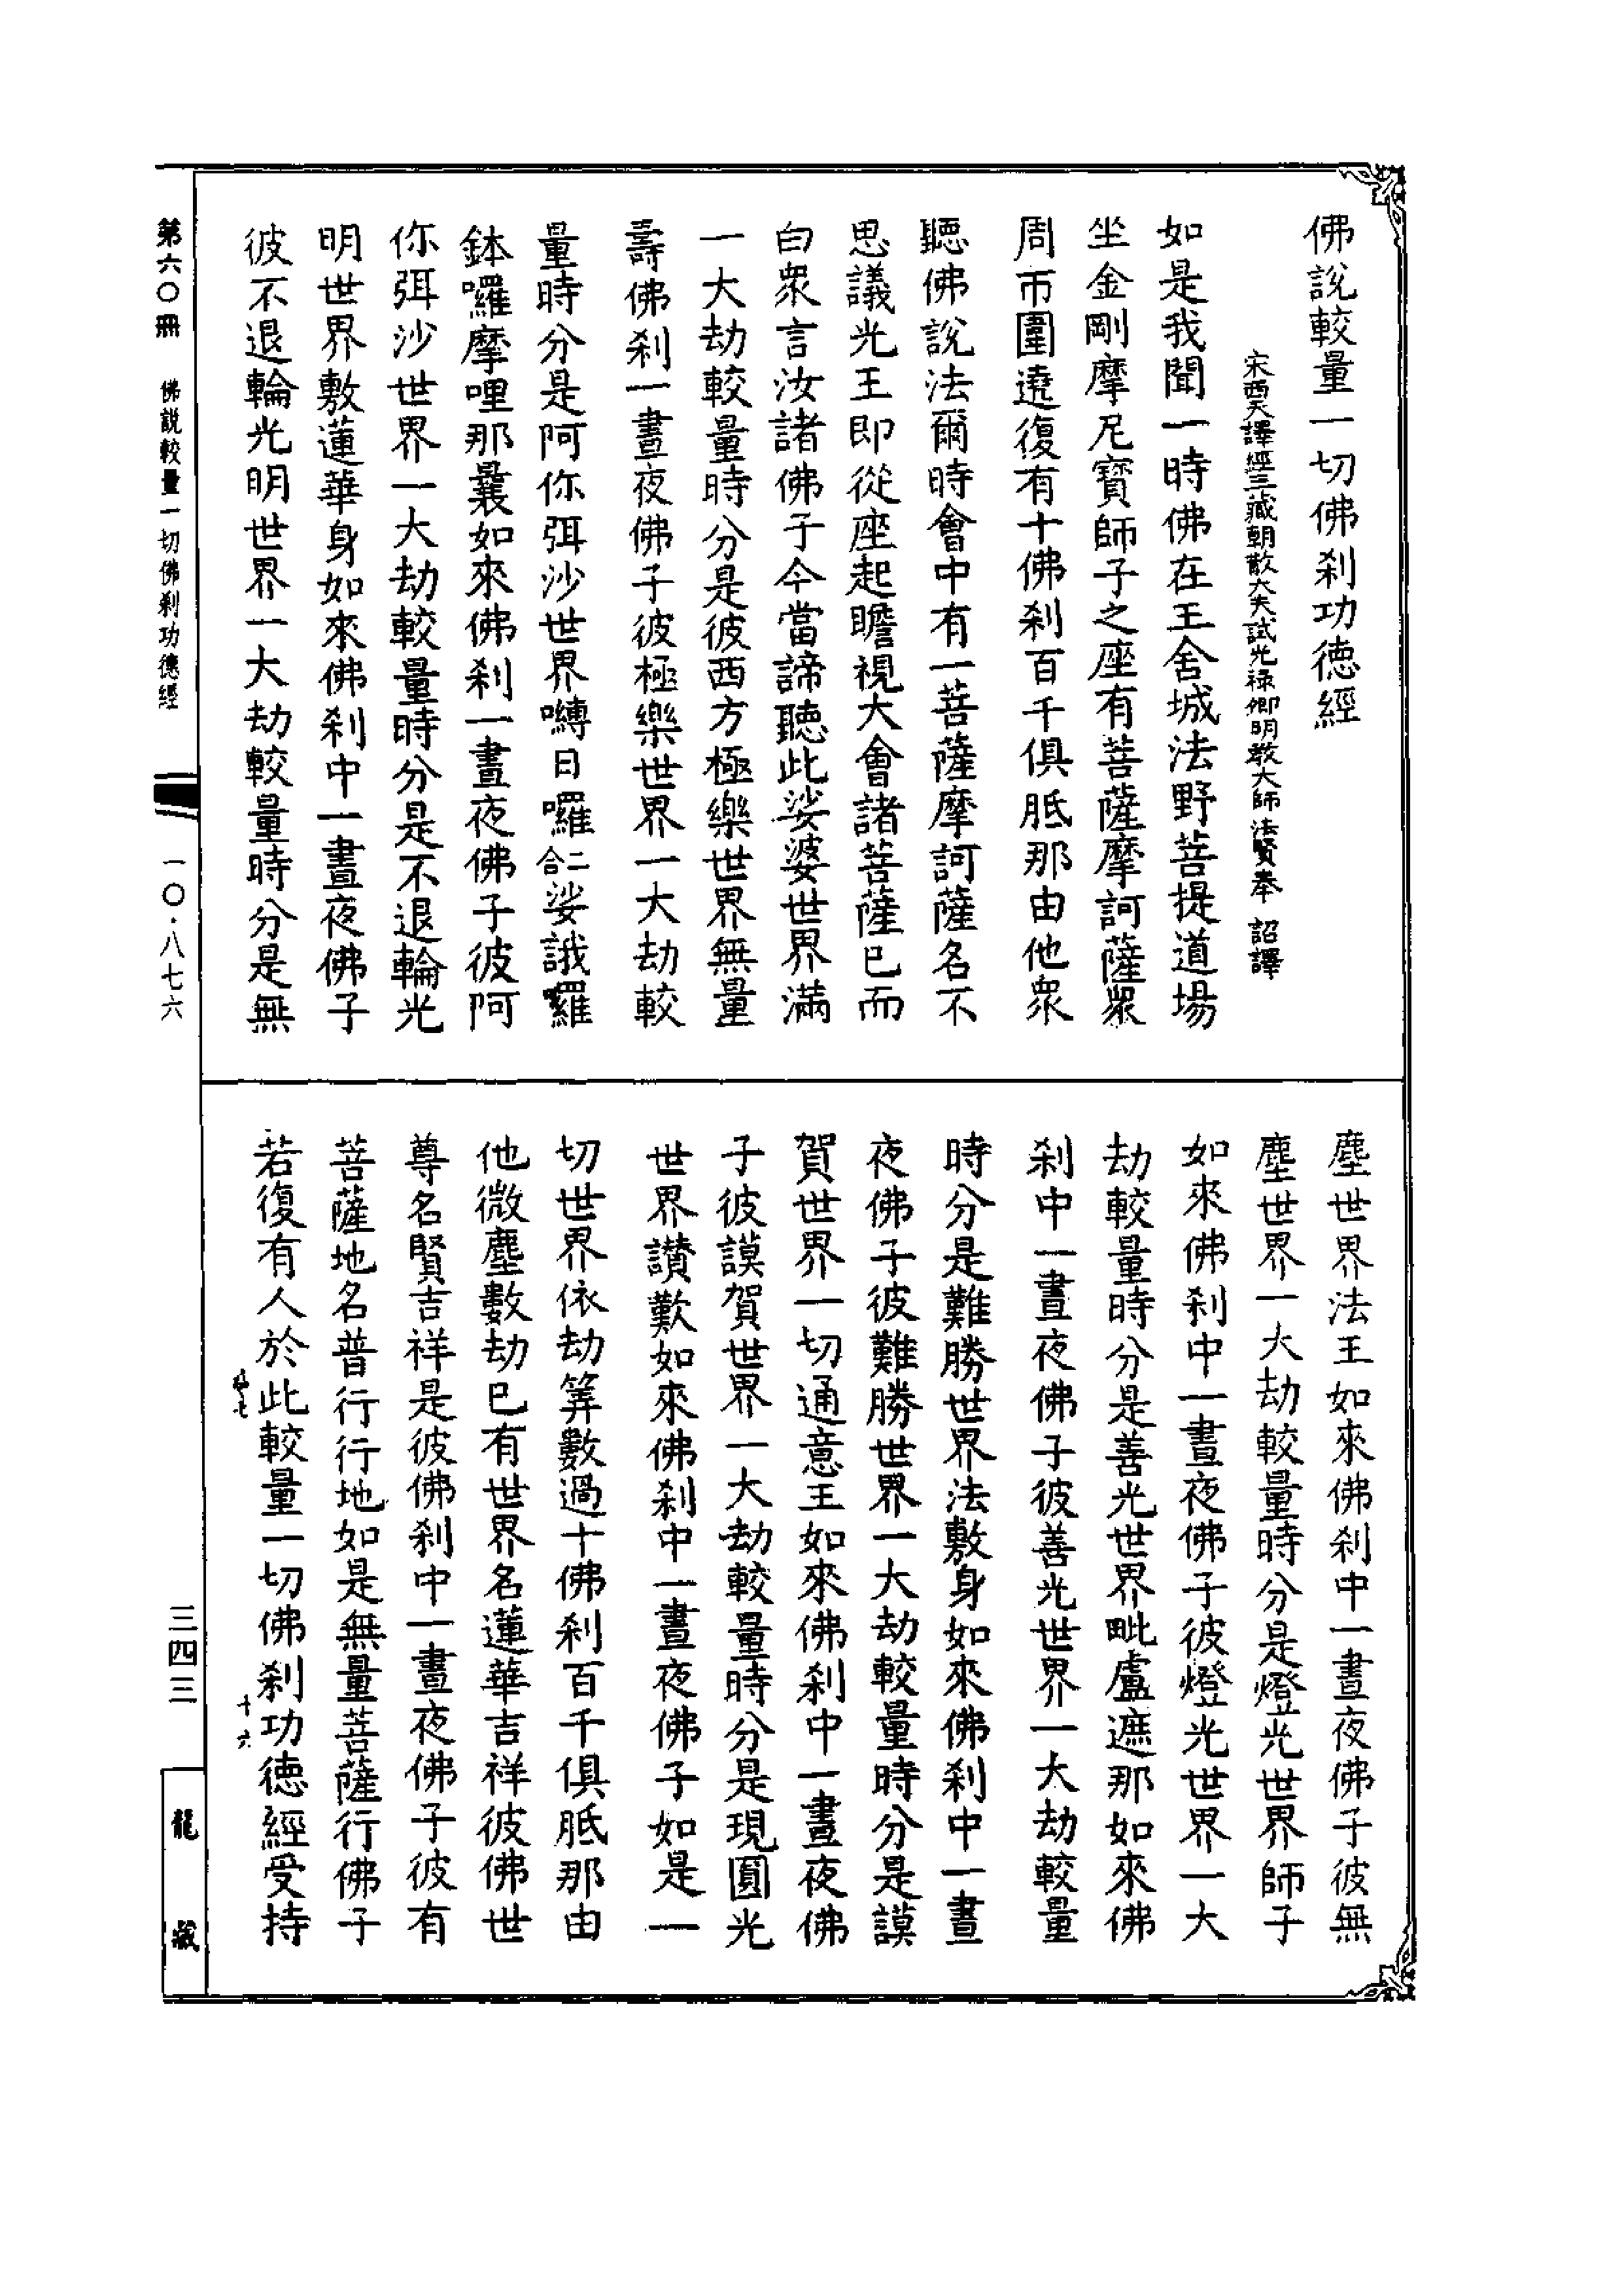 佛說較量一切佛刹功德經
宋西天譯經三藏朝散大夫試光祿卿明教大師法賢奉 詔譯
如是我聞一時佛在王舍城法野菩提道場
坐金剛摩尼寶師子之座有菩薩摩訶薩衆
周帀圍遶復有十佛刹百千俱胝那由他衆
聽佛說法爾時會中有一菩薩摩訶薩名不
思議光王即從座起瞻視大會諸菩薩已而
白衆言汝諸佛子今當諦聽此娑婆世界滿
一大劫較量時分是彼西方極樂世界無量
壽佛刹一晝夜佛子彼極樂世界一大劫較
量時分是阿你弭沙世界嚩日囉二合娑誐囉
鉢囉摩哩那曩如來佛刹一晝夜佛子彼阿
你弭沙世界一大劫較量時分是不退輪光
明世界敷蓮華身如來佛刹中一晝夜佛子
彼不退輪光明世界一大劫較量時分是無
塵世界法王如來佛刹中一晝夜佛子彼無
塵世界一大劫較量時分是燈光世界師子
如來佛刹中一晝夜佛子彼燈光世界一大
劫較量時分是善光世界毗盧遮那如來佛
刹中一晝夜佛子彼善光世界一大劫較量
時分是難勝世界法敷身如來佛刹中一晝
夜佛子彼難勝世界一大劫較量時分是謨
賀世界一切通意王如來佛刹中一晝夜佛
子彼謨賀世界一大劫較量時分是現圓光
世界讚歎如來佛刹中一晝夜佛子如是一
切世界依劫筭數過十佛刹百千俱胝那由
他微塵數劫已有世界名蓮華吉祥彼佛世
尊名賢吉祥是彼佛刹中一晝夜佛子彼有
菩薩地名普行行地如是無量菩薩行佛子
若復有人於此較量一切佛刹功德經受持
十六
第六〇冊 佛説較量一切佛刹功德經
一〇·八七六
三四三
龍藏